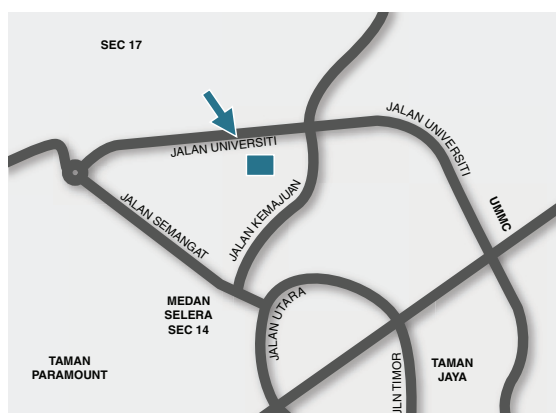 SEC 17
JALAN UNIVERSITI
JALAN UNIVERSITI
JALAN KEMAJUAN
JALAN SEMANGAT
UMMC
MEDAN
SELERA
SEC 14
JALAN UTARA
TAMAN
PARAMOUNT
JLN TIMOR
TAMAN
JAYA